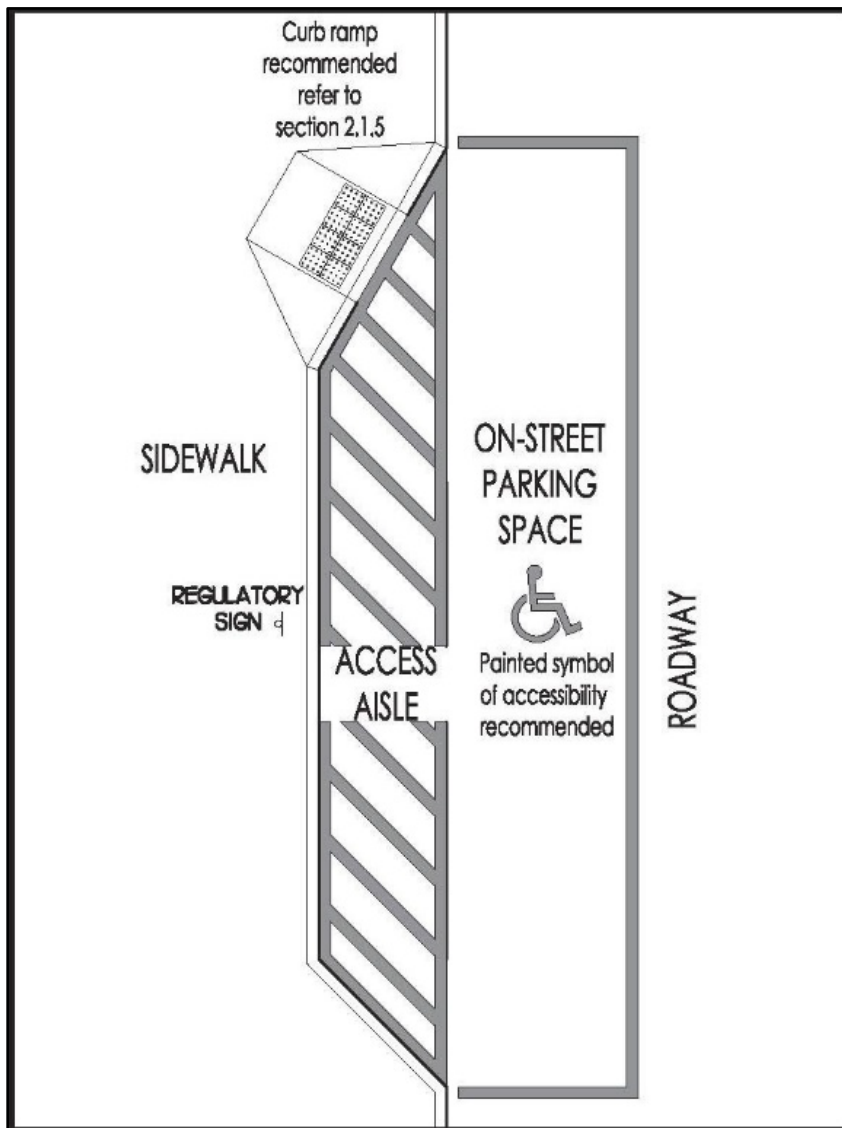 Curb ramp
recommended
refer to
section 2.1.5
SIDEWALK
ON-STREET
PARKING
SPACE
REGULATORY
SIGN
ACCESS
AISLE
Painted symbol
of accessibility
recommended
ROADWAY